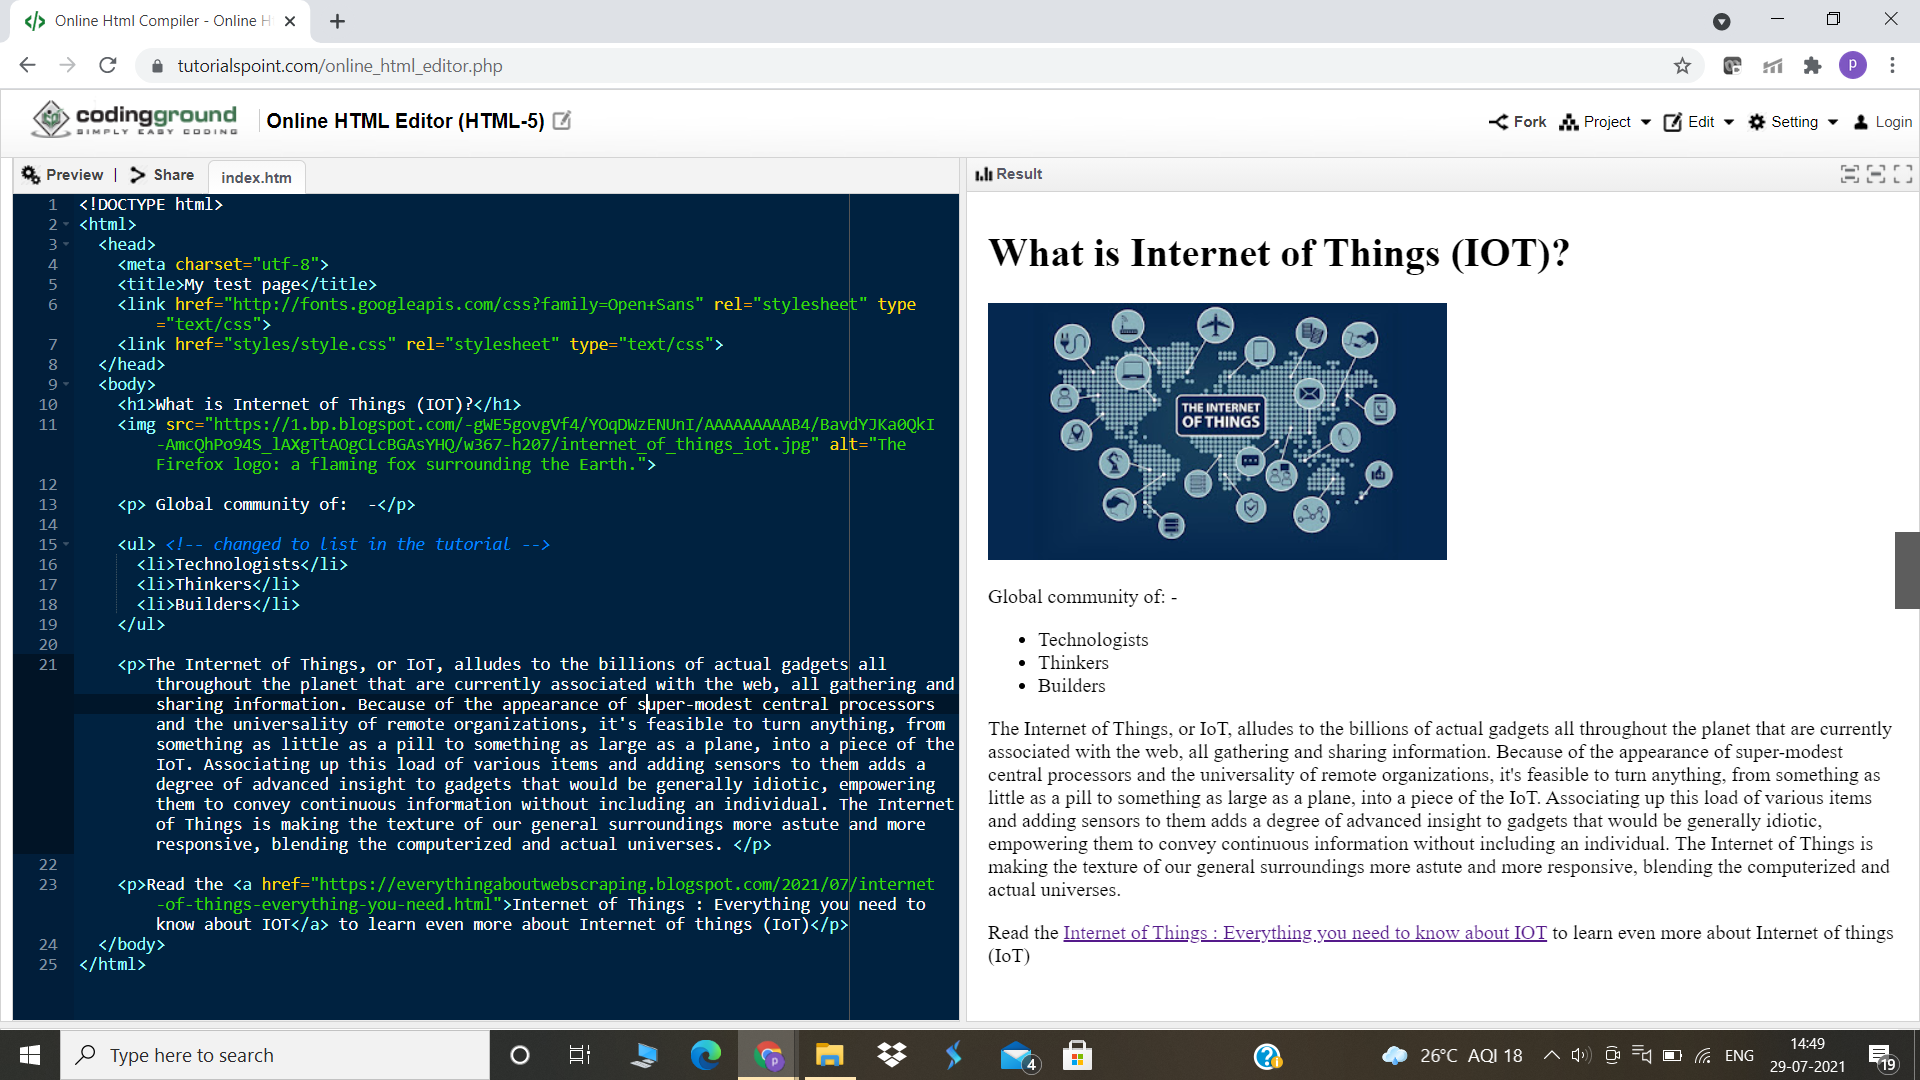 Online Html Compiler - Online H
tutorialspoint.com/online_html_editor.php
P
codingground
SIMPLY EASY CODING
Online HTML Editor (HTML-5)
Fork Project Edit Setting Login
Preview | Share index.htm
1 <!DOCTYPE html>
2 <html>
3 <head>
4 <meta charset="utf-8">
5 <title>My test page</title>
6 <link href="http://fonts.googleapis.com/css?family=Open+Sans" rel="stylesheet" type
="text/css">
7 <link href="styles/style.css" rel="stylesheet" type="text/css">
8 </head>
9 <body>
10 <h1>What is Internet of Things (IOT)?</h1>
11 <img src="https://1.bp.blogspot.com/-gWE5govgVf4/YOqDWzENUnI/AAAAAAAAAB4/BavdYJKa0QkI
-AmcQhPo94S_lAXgTtAOgCLcBGAsYHQ/w367-h207/internet_of_things_iot.jpg" alt="The
Firefox logo: a flaming fox surrounding the Earth.">
12
13 <p> Global community of:  -</p>
14
15 <ul> <!-- changed to list in the tutorial -->
16 <li>Technologists</li>
17 <li>Thinkers</li>
18 <li>Builders</li>
19 </ul>
20
21 <p>The Internet of Things, or IoT, alludes to the billions of actual gadgets all
throughout the planet that are currently associated with the web, all gathering and
sharing information. Because of the appearance of super-modest central processors
and the universality of remote organizations, it's feasible to turn anything, from
something as little as a pill to something as large as a plane, into a piece of the
IoT. Associating up this load of various items and adding sensors to them adds a
degree of advanced insight to gadgets that would be generally idiotic, empowering
them to convey continuous information without including an individual. The Internet
of Things is making the texture of our general surroundings more astute and more
responsive, blending the computerized and actual universes. </p>
22
23 <p>Read the <a href="https://everythingaboutwebscraping.blogspot.com/2021/07/internet
-of-things-everything-you-need.html">Internet of Things : Everything you need to
know about IOT</a> to learn even more about Internet of things (IoT)</p>
24 </body>
25 </html>
Result
What is Internet of Things (IOT)?
THE INTERNET
OF THINGS
Global community of: -
• Technologists
• Thinkers
• Builders
The Internet of Things, or IoT, alludes to the billions of actual gadgets all throughout the planet that are currently
associated with the web, all gathering and sharing information. Because of the appearance of super-modest
central processors and the universality of remote organizations, it's feasible to turn anything, from something as
little as a pill to something as large as a plane, into a piece of the IoT. Associating up this load of various items
and adding sensors to them adds a degree of advanced insight to gadgets that would be generally idiotic,
empowering them to convey continuous information without including an individual. The Internet of Things is
making the texture of our general surroundings more astute and more responsive, blending the computerized and
actual universes.
Read the Internet of Things : Everything you need to know about IOT to learn even more about Internet of things
(IoT)
Type here to search
P
4
26°C AQI 18
ENG
14:49
29-07-2021
19